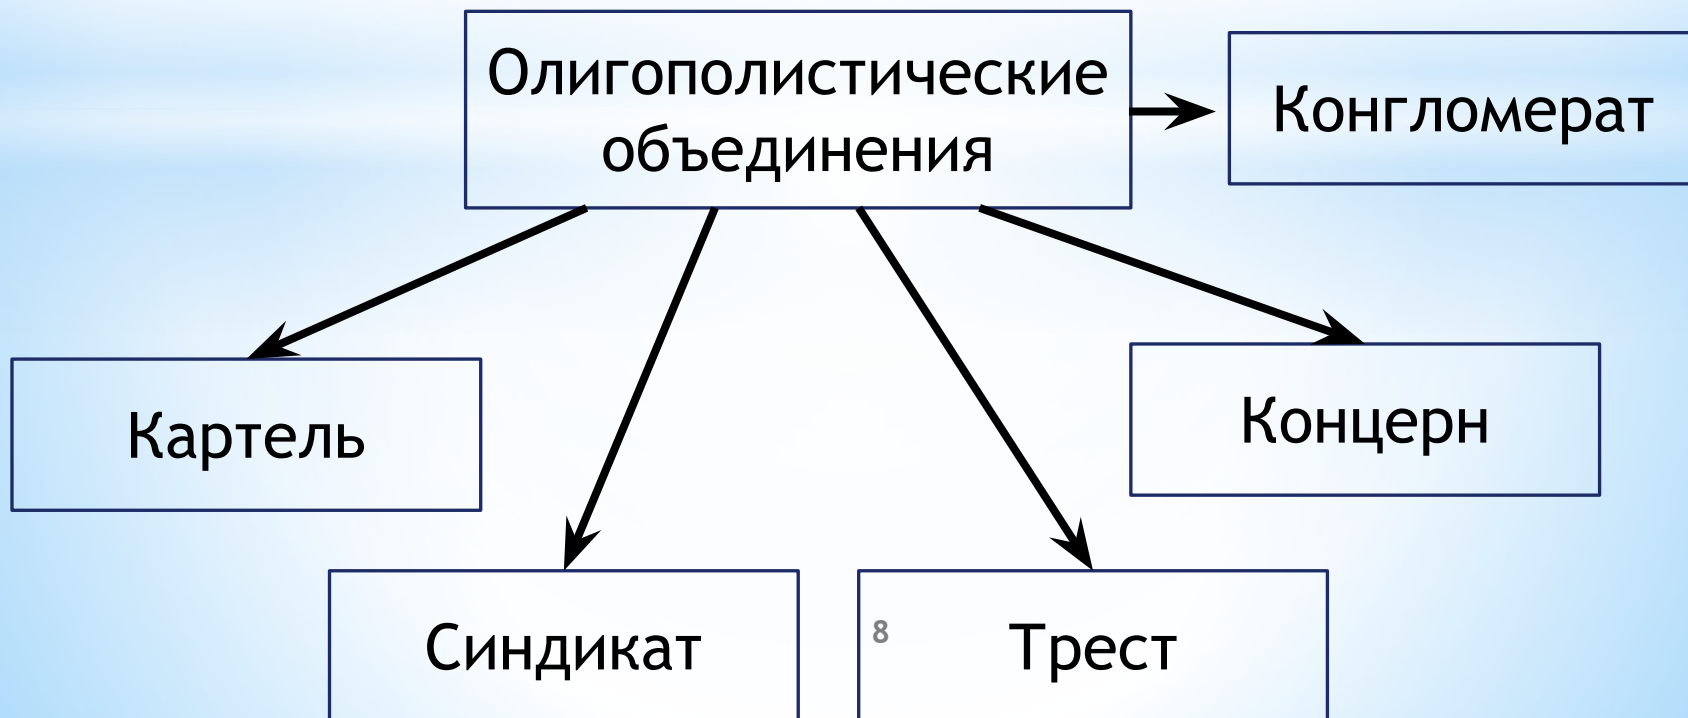 Олигополистические
объединения
Конгломерат
Картель
Концерн
Синдикат
8
Трест